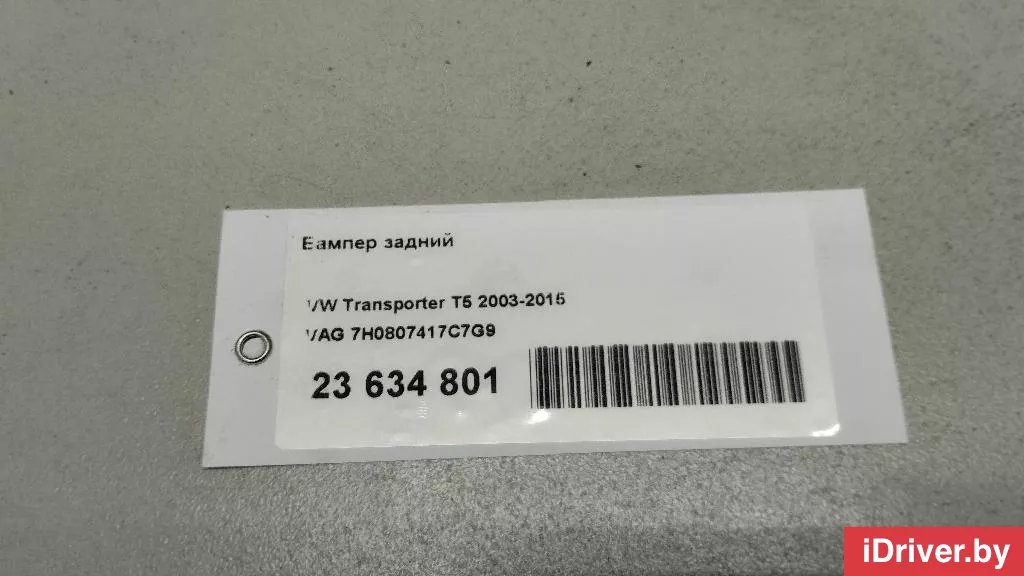 Бампер задний
VW Transporter T5 2003-2015
VAG 7H0807417C7G9
23 634 801
iDriver.by